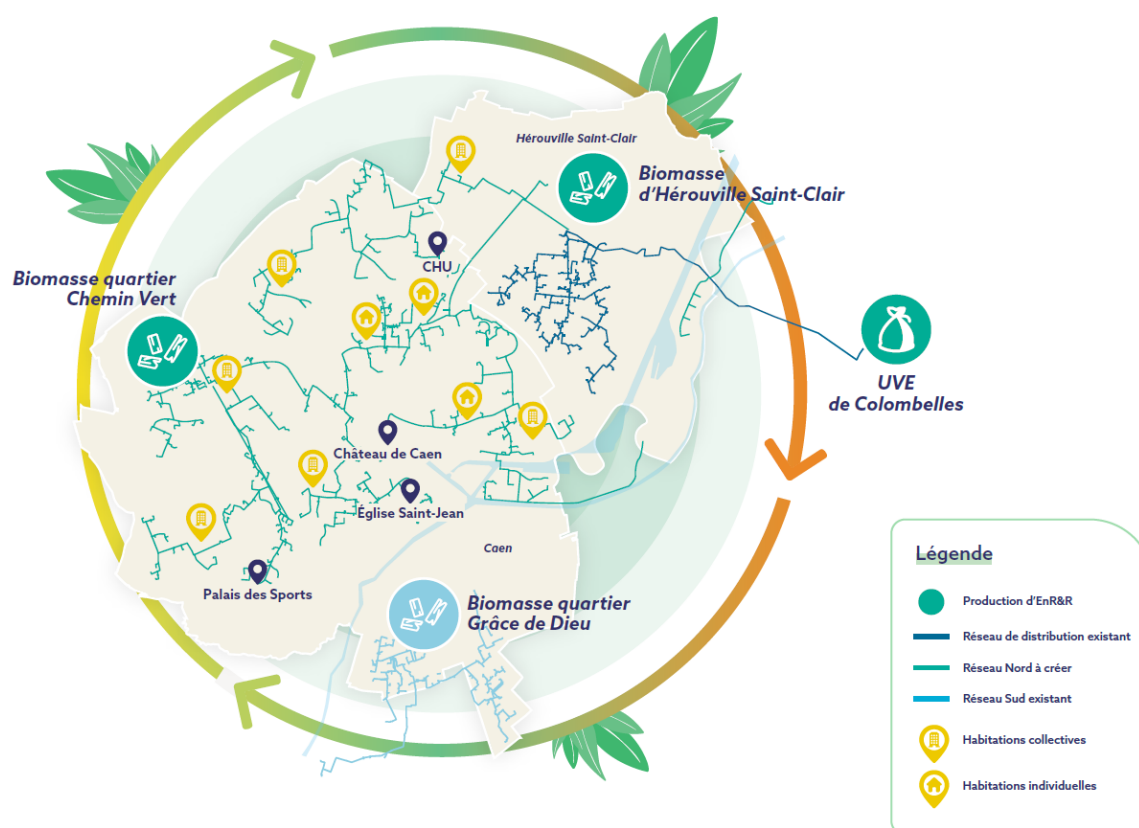 Hérouville Saint-Clair
Biomasse
d'Hérouville Saint-Clair
CHU
Biomasse quartier
Chemin Vert
UVE
de Colombelles
Château de Caen
Église Saint-Jean
Caen
Palais des Sports
Biomasse quartier
Grâce de Dieu
Légende
Production d'EnR&R
Réseau de distribution existant
Réseau Nord à créer
Réseau Sud existant
Habitations collectives
Habitations individuelles